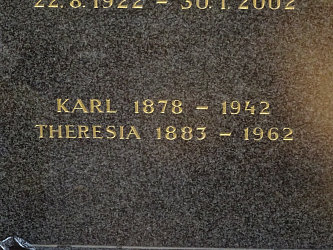 22.8.1922 – 30.1.2002
KARL 1878 – 1942
THERESIA 1883 – 1962